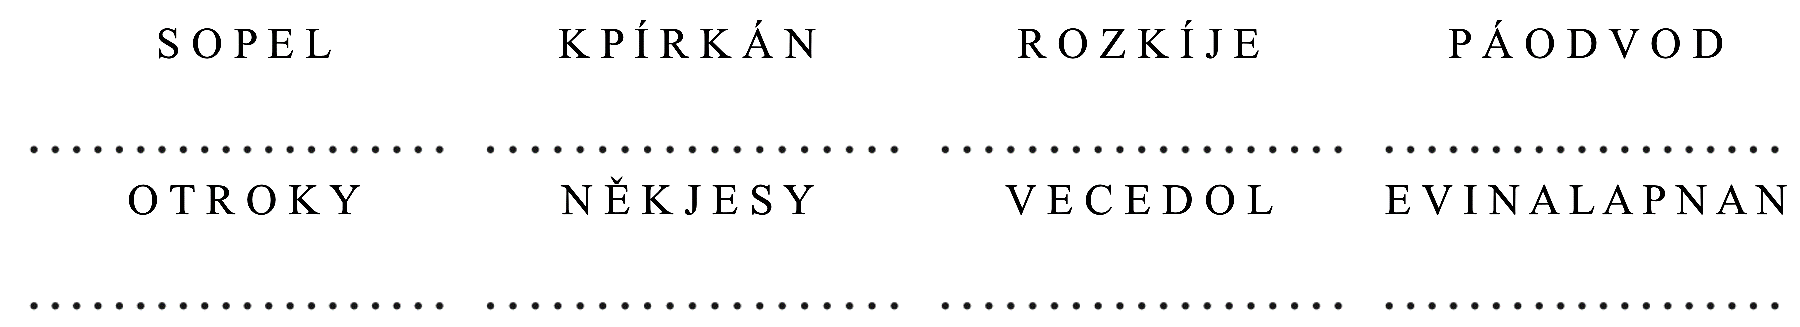 SOPEL KPÍRKÁN ROZKÍJE PÁODVOD
OTROKY NĚKJESY VECEDOL EVINALAPNAN